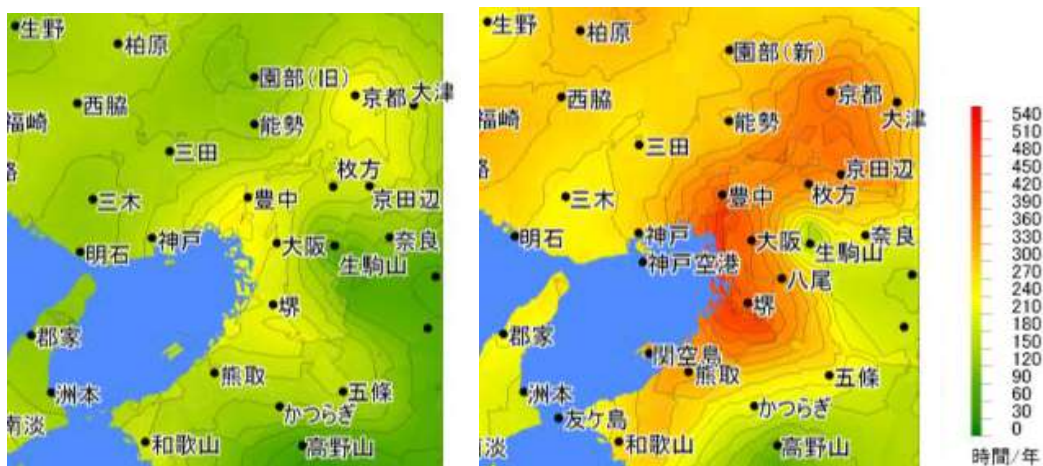 生野
柏原
園部(旧)
京都
大津
西脇
福崎
能勢
三田
路
枚方
京田辺
三木
豊中
明石
神戸
大阪
奈良
生駒山
堺
郡家
熊取
洲本
五條
かつらぎ
南淡
和歌山
高野山
生野
柏原
園部(新)
京都
大津
西脇
福崎
能勢
三田
京田辺
枚方
三木
豊中
明石
神戸
大阪
奈良
生駒山
神戸空港
八尾
堺
郡家
関空島
熊取
洲本
五條
友ケ島
かつらぎ
南淡
和歌山
高野山
540
510
480
450
420
390
360
330
300
270
240
210
180
150
120
90
60
30
0
時間/年